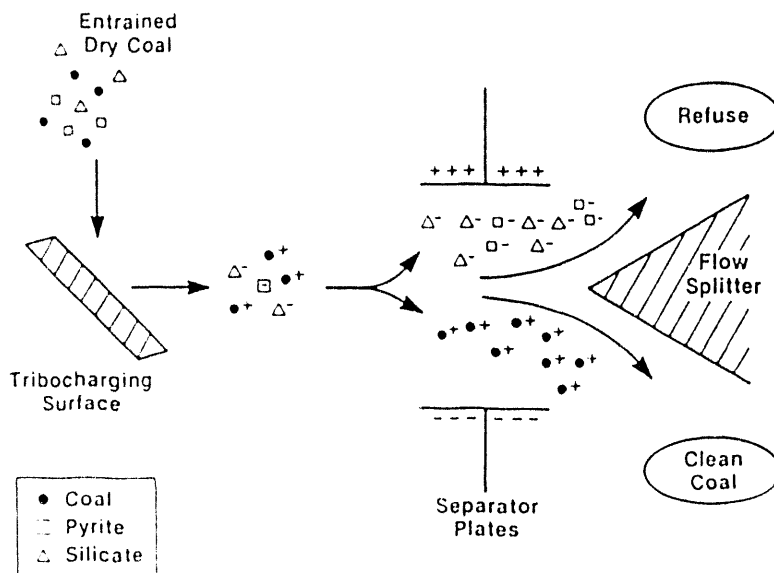 Entrained
Dry Coal
Refuse
+ + + + + +
Flow
Splitter
Tribocharging
Surface
- - - - - -
Clean
Coal
Separator
Plates
Coal
Pyrite
Silicate